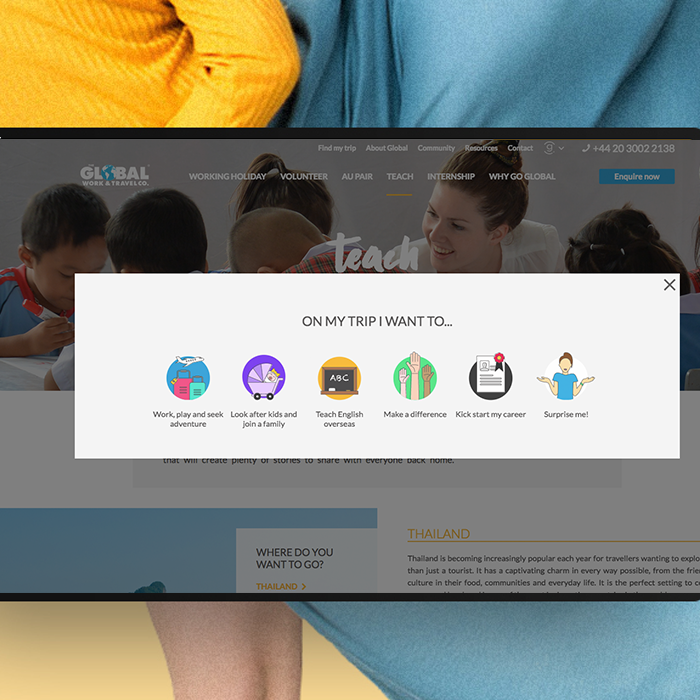 Find my trip About Global Community Resources Contact +44 20 3002 2138
THE GLOBAL
WORK & TRAVEL CO.
WORKING HOLIDAY VOLUNTEER AU PAIR TEACH INTERNSHIP WHY GO GLOBAL Enquire now
teach
ON MY TRIP I WANT TO...
ABC
Work, play and seek
adventure
Look after kids and
join a family
Teach English
overseas
Make a difference
Kick start my career
Surprise me!
that will create plenty of stories to share with everyone back home.
WHERE DO YOU
WANT TO GO?
THAILAND >
THAILAND
Thailand is becoming increasingly popular each year for travellers wanting to explo
than just a tourist. It has a captivating charm in every way possible, from the frie
culture in their food, communities and everyday life. It is the perfect setting to c